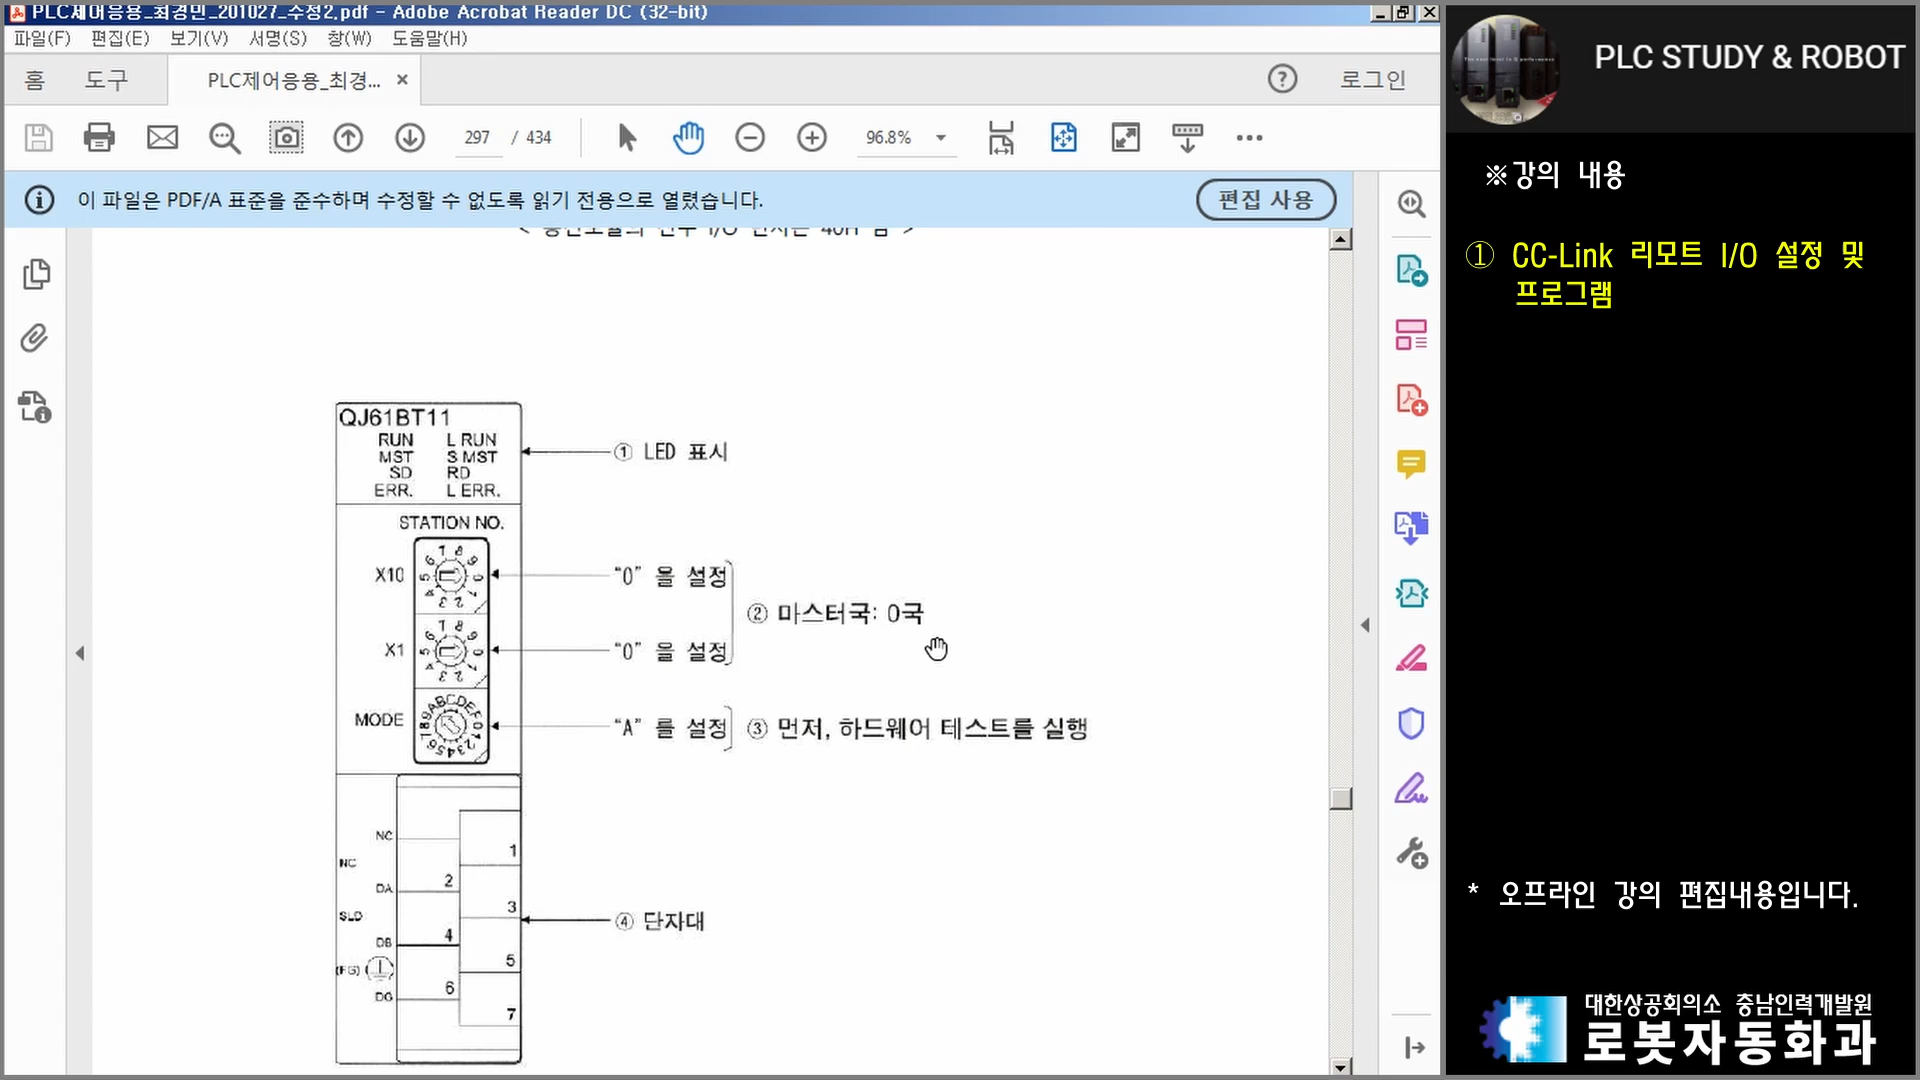 PLC제어응용_최경민_201027_수정2.pdf - Adobe Acrobat Reader DC (32-bit)
파일(F) 편집(E) 보기(V) 서명(S) 창(W) 도움말(H)
홈 도구 PLC제어응용_최경... × 로그인
297 / 434 96.8%
이 파일은 PDF/A 표준을 준수하며 수정할 수 없도록 읽기 전용으로 열렸습니다. 편집 사용
QJ61BT11
RUN L RUN
MST S MST
SD RD
ERR. L ERR.
① LED 표시
STATION NO.
X10
"0" 을 설정
② 마스터국: 0국
X1
"0" 을 설정
MODE
"A" 를 설정
③ 먼저, 하드웨어 테스트를 실행
NC
1
NC
2
DA
3
SLD
④ 단자대
4
DB
5
(FG)
6
DG
7
PLC STUDY & ROBOT
※강의 내용
① CC-Link 리모트 I/O 설정 및
프로그램
* 오프라인 강의 편집내용입니다.
대한상공회의소 충남인력개발원
로봇자동화과